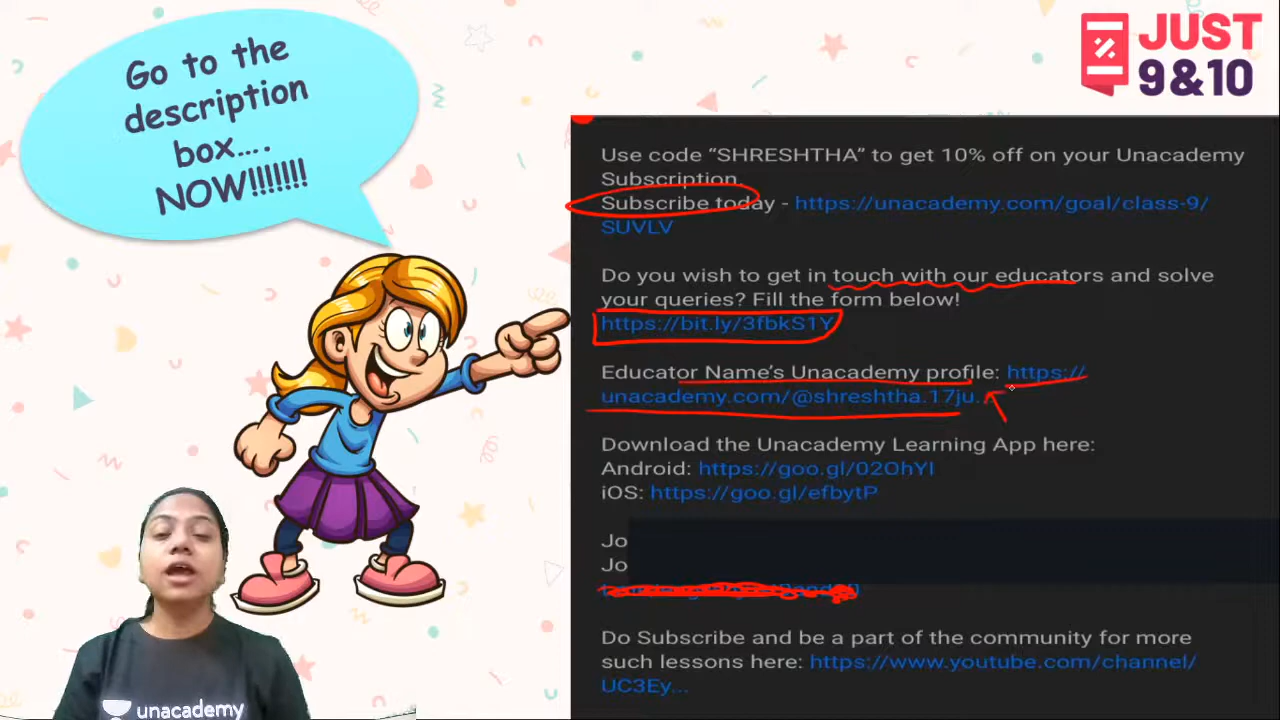 Go to the
description
box....
NOW!!!!!!!
JUST
9&10
Use code “SHRESHTHA” to get 10% off on your Unacademy
Subscription.
Subscribe today - https://unacademy.com/goal/class-9/
SUVLV
Do you wish to get in touch with our educators and solve
your queries? Fill the form below!
https://bit.ly/3fbkS1Y
Educator Name's Unacademy profile: https://
unacademy.com/@shreshtha.17ju...
Download the Unacademy Learning App here:
Android: https://goo.gl/02OhYI
iOS: https://goo.gl/efbytP
Jo
Jo
Do Subscribe and be a part of the community for more
such lessons here: https://www.youtube.com/channel/
UC3Ey...
unacademy